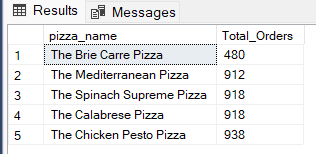 Results Messages
pizza_name Total_Orders
1 The Brie Carre Pizza 480
2 The Mediterranean Pizza 912
3 The Spinach Supreme Pizza 918
4 The Calabrese Pizza 918
5 The Chicken Pesto Pizza 938